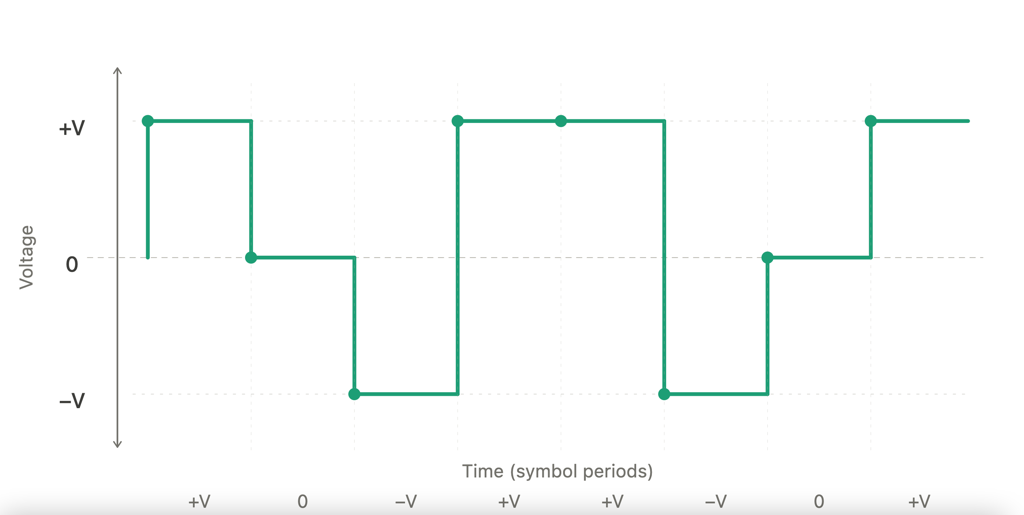 +V
0
–V
Voltage
Time (symbol periods)
+V 0 –V +V +V –V 0 +V